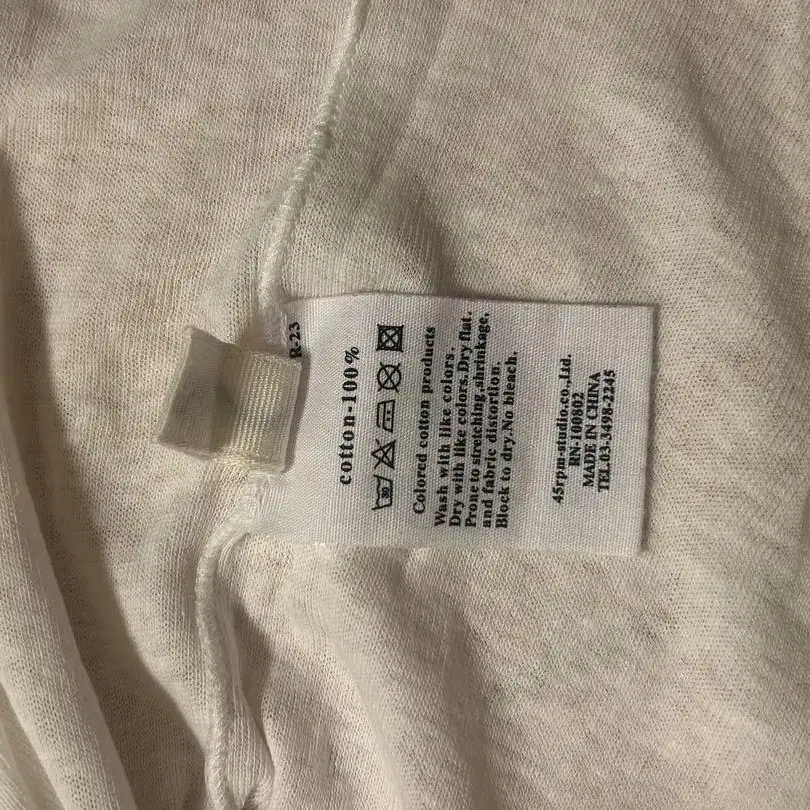 R-23
cotton-100%
30
Colored cotton products
Wash with like colors.
Dry with like colors.Dry flat.
Prone to stretching,shrinkage,
and fabric distortion.
Block to dry.No bleach.
45rpm-studio.co.,Ltd.
RN-100802
MADE IN CHINA
TEL.03-3498-2245